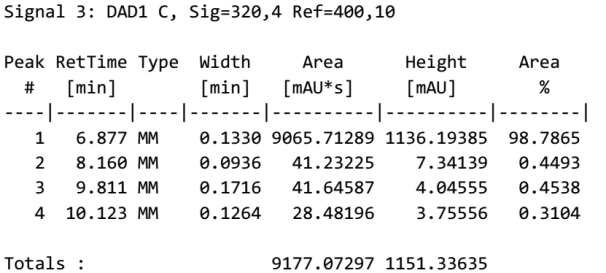 Signal 3: DAD1 C, Sig=320,4 Ref=400,10
Peak RetTime Type  Width     Area      Height     Area
  #   [min]        [min]   [mAU*s]     [mAU]        %
----|-------|----|-------|----------|----------|--------|
   1   6.877 MM    0.1330 9065.71289 1136.19385  98.7865
   2   8.160 MM    0.0936   41.23225    7.34139   0.4493
   3   9.811 MM    0.1716   41.64587    4.04555   0.4538
   4  10.123 MM    0.1264   28.48196    3.75556   0.3104
Totals :                  9177.07297 1151.33635